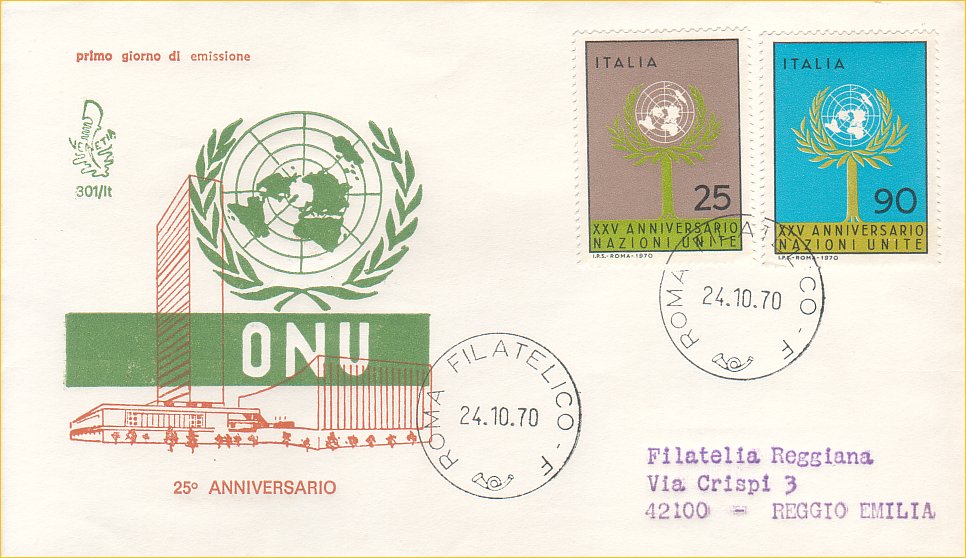 primo giorno di emissione
301/It
ONU
25º ANNIVERSARIO
ITALIA
25
XXV ANNIVERSARIO
NAZIONI UNITE
I.P.S.-ROMA-1970
ITALIA
90
XXV ANNIVERSARIO
NAZIONI UNITE
I.P.S.-ROMA-1970
ROMA FILATELICO - F
24.10.70
ROMA FILATELICO - F
24.10.70
Filatelia Reggiana
Via Crispi 3
42100 - REGGIO EMILIA